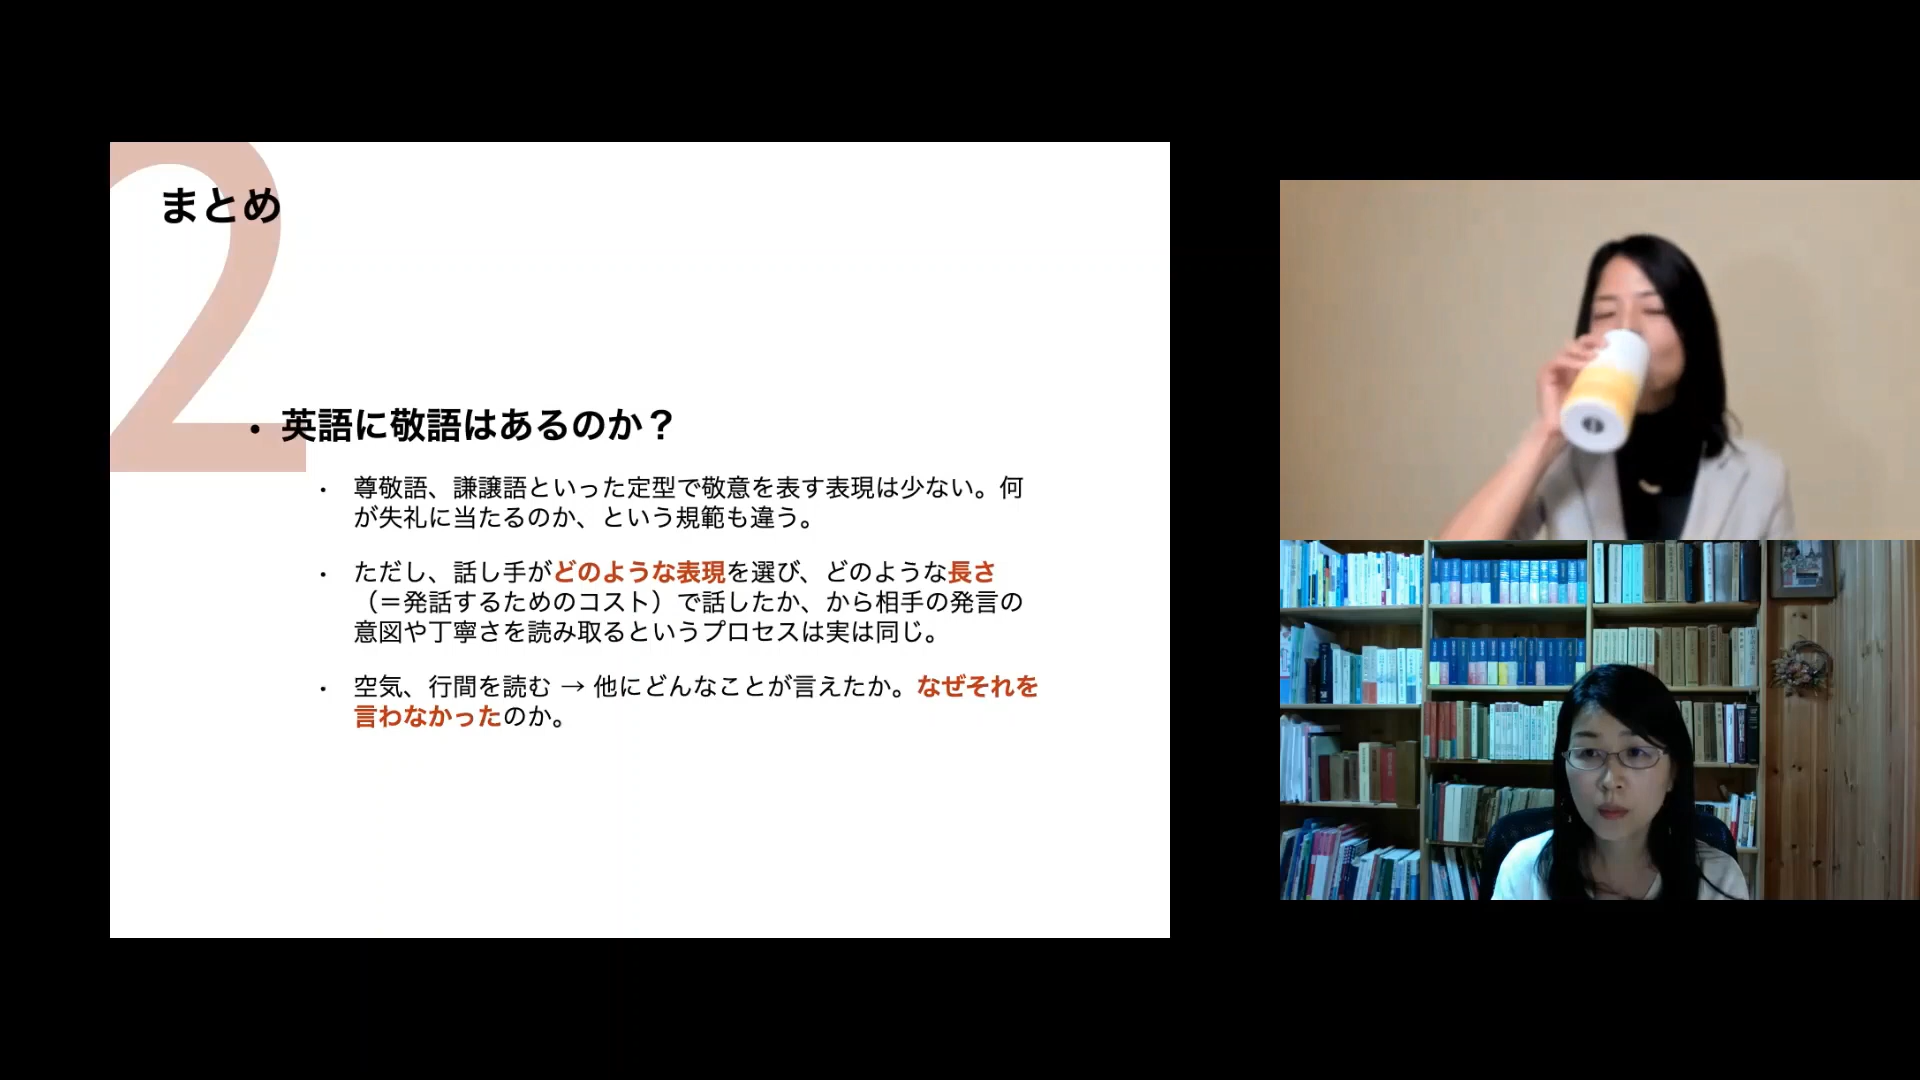 2
まとめ
• 英語に敬語はあるのか？
• 尊敬語、謙譲語といった定型で敬意を表す表現は少ない。何
が失礼に当たるのか、という規範も違う。
• ただし、話し手がどのような表現を選び、どのような長さ
（＝発話するためのコスト）で話したか、から相手の発言の
意図や丁寧さを読み取るというプロセスは実は同じ。
• 空気、行間を読む → 他にどんなことが言えたか。なぜそれを
言わなかったのか。